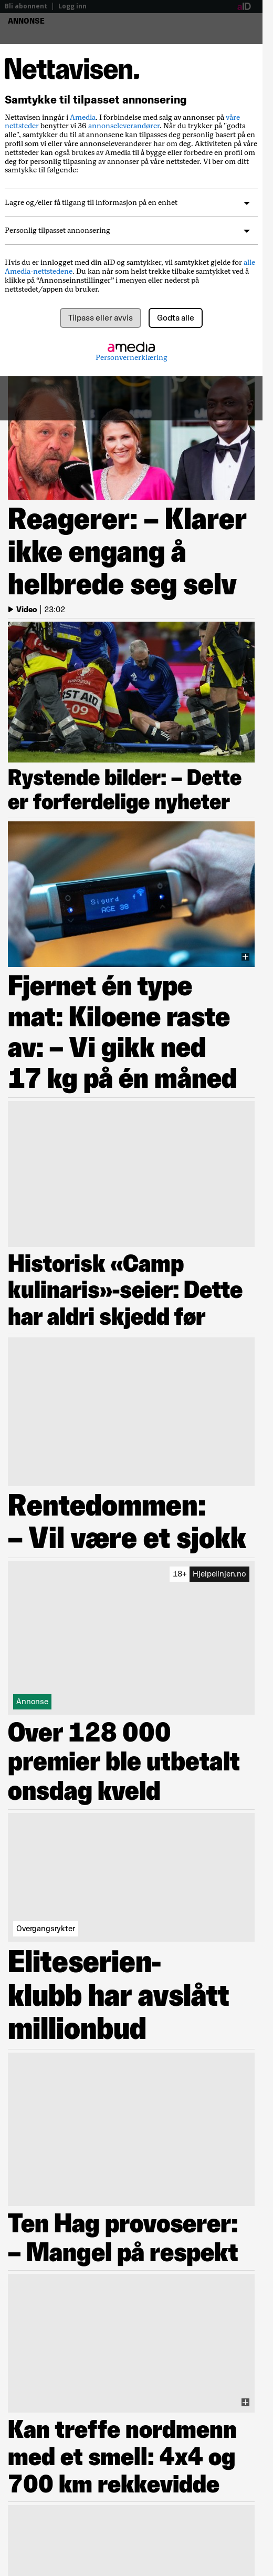 Bli abonnent | Logg inn
aID
ANNONSE
Nettavisen.
Samtykke til tilpasset annonsering
Nettavisen inngår i Amedia. I forbindelse med salg av annonser på våre
nettsteder benytter vi 36 annonseleverandører. Når du trykker på "godta
alle", samtykker du til at annonsene kan tilpasses deg personlig basert på en
profil som vi eller våre annonseleverandører har om deg. Aktiviteten på våre
nettsteder kan også brukes av Amedia til å bygge eller forbedre en profil om
deg for personlig tilpasning av annonser på våre nettsteder. Vi ber om ditt
samtykke til følgende:
Lagre og/eller få tilgang til informasjon på en enhet
Personlig tilpasset annonsering
Hvis du er innlogget med din aID og samtykker, vil samtykket gjelde for alle
Amedia-nettstedene. Du kan når som helst trekke tilbake samtykket ved å
klikke på “Annonseinnstillinger” i menyen eller nederst på
nettstedet/appen du bruker.
Tilpass eller avvis
Godta alle
amedia
Personvernerklæring
Reagerer: – Klarer
ikke engang å
helbrede seg selv
Video | 23:02
FIRST AID
Rystende bilder: – Dette
er forferdelige nyheter
Sigurd
AGE 38
Fjernet én type
mat: Kiloene raste
av: – Vi gikk ned
17 kg på én måned
Historisk «Camp
kulinaris»-seier: Dette
har aldri skjedd før
Rentedommen:
– Vil være et sjokk
18+ Hjelpelinjen.no
Annonse
Over 128 000
premier ble utbetalt
onsdag kveld
Overgangsrykter
Eliteserien-
klubb har avslått
millionbud
Ten Hag provoserer:
– Mangel på respekt
Kan treffe nordmenn
med et smell: 4x4 og
700 km rekkevidde